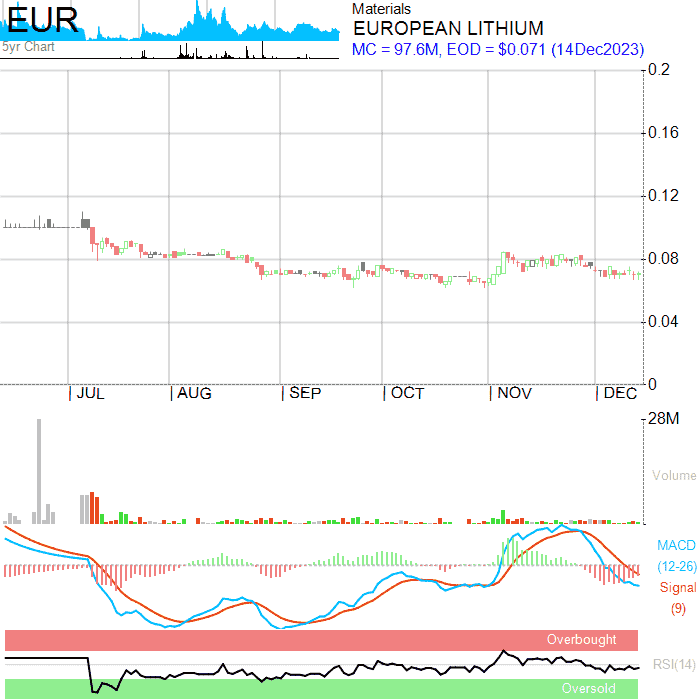 EUR
5yr Chart
Materials
EUROPEAN LITHIUM
MC = 97.6M, EOD = $0.071 (14Dec2023)
0.2
0.16
0.12
0.08
0.04
0
| JUL | AUG | SEP | OCT | NOV | DEC
28M
Volume
MACD
(12-26)
Signal
(9)
Overbought
RSI(14)
Oversold